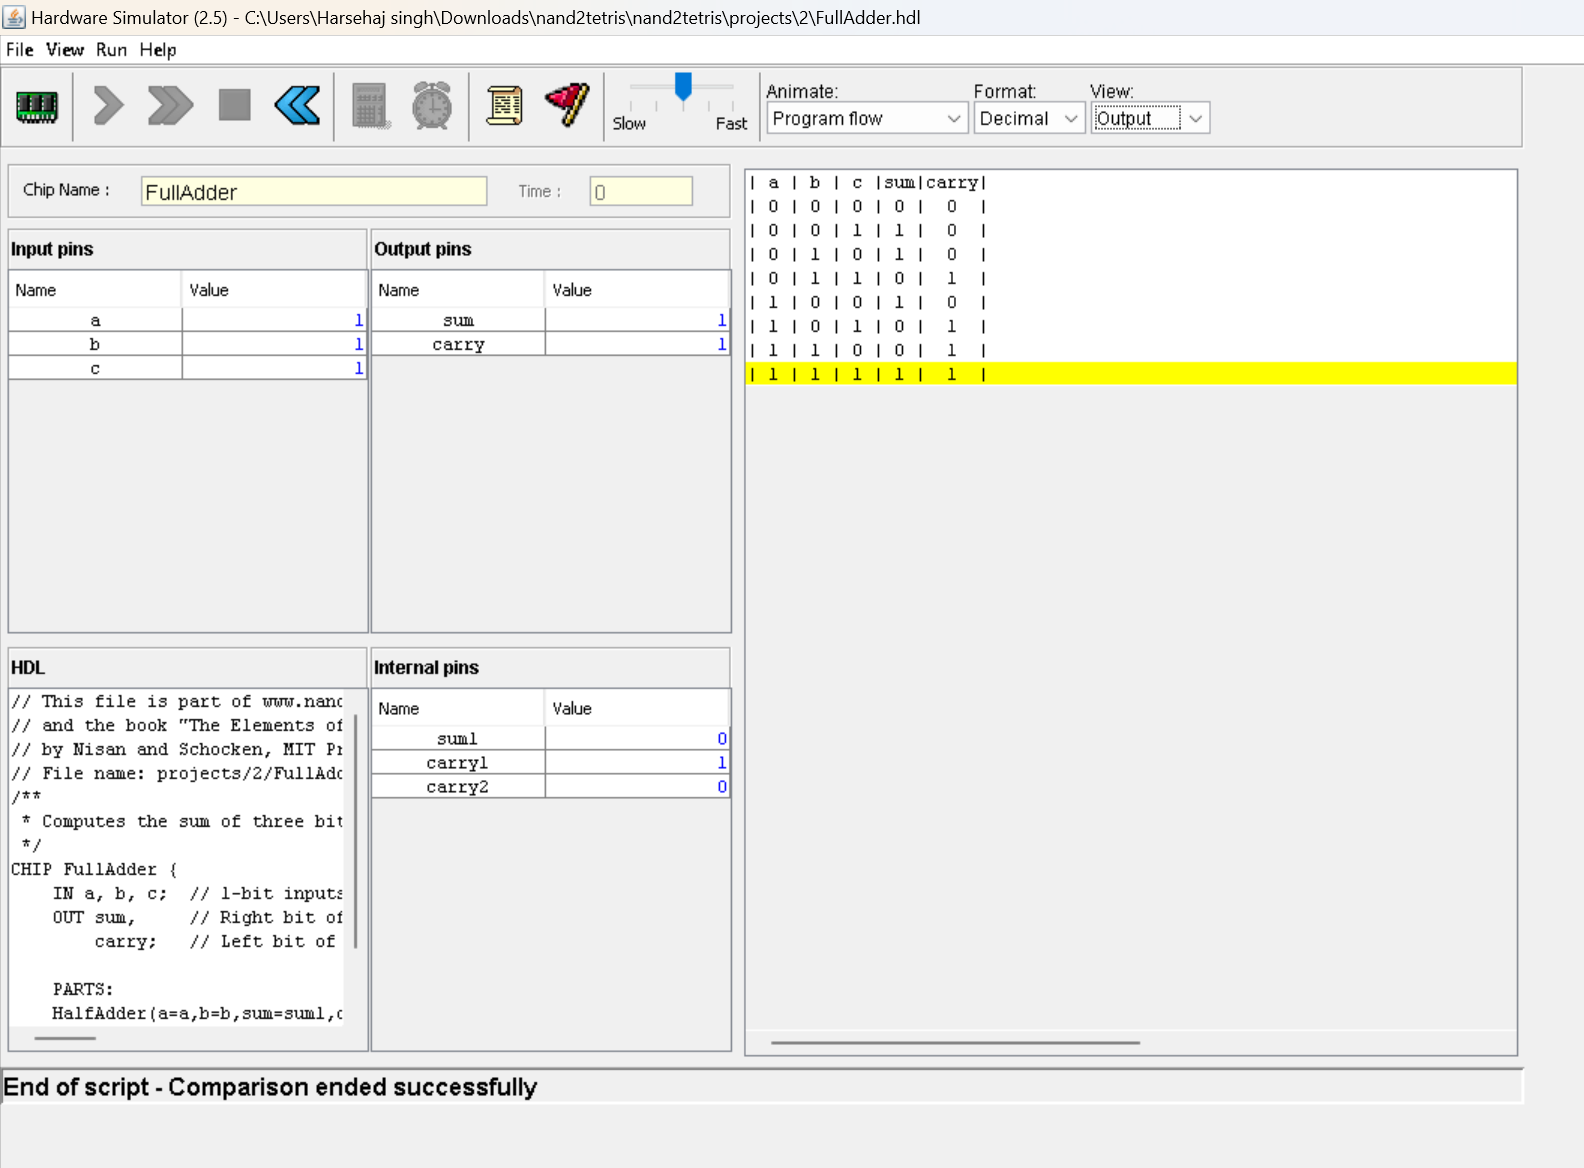 Hardware Simulator (2.5) - C:\Users\Harsehaj singh\Downloads\nand2tetris\nand2tetris\projects\2\FullAdder.hdl
File View Run Help
Slow Fast
Animate: Format: View:
Program flow Decimal Output
Chip Name : FullAdder Time : 0
Input pins
Name Value
a 1
b 1
c 1
Output pins
Name Value
sum 1
carry 1
| a | b | c |sum|carry|
| 0 | 0 | 0 | 0 | 0 |
| 0 | 0 | 1 | 1 | 0 |
| 0 | 1 | 0 | 1 | 0 |
| 0 | 1 | 1 | 0 | 1 |
| 1 | 0 | 0 | 1 | 0 |
| 1 | 0 | 1 | 0 | 1 |
| 1 | 1 | 0 | 0 | 1 |
| 1 | 1 | 1 | 1 | 1 |
HDL
// This file is part of www.nand
// and the book "The Elements of
// by Nisan and Schocken, MIT Pr
// File name: projects/2/FullAdd
/**
* Computes the sum of three bit
*/
CHIP FullAdder {
IN a, b, c; // 1-bit inputs
OUT sum, // Right bit of
carry; // Left bit of
PARTS:
HalfAdder(a=a,b=b,sum=sum1,c
Internal pins
Name Value
sum1 0
carry1 1
carry2 0
End of script - Comparison ended successfully